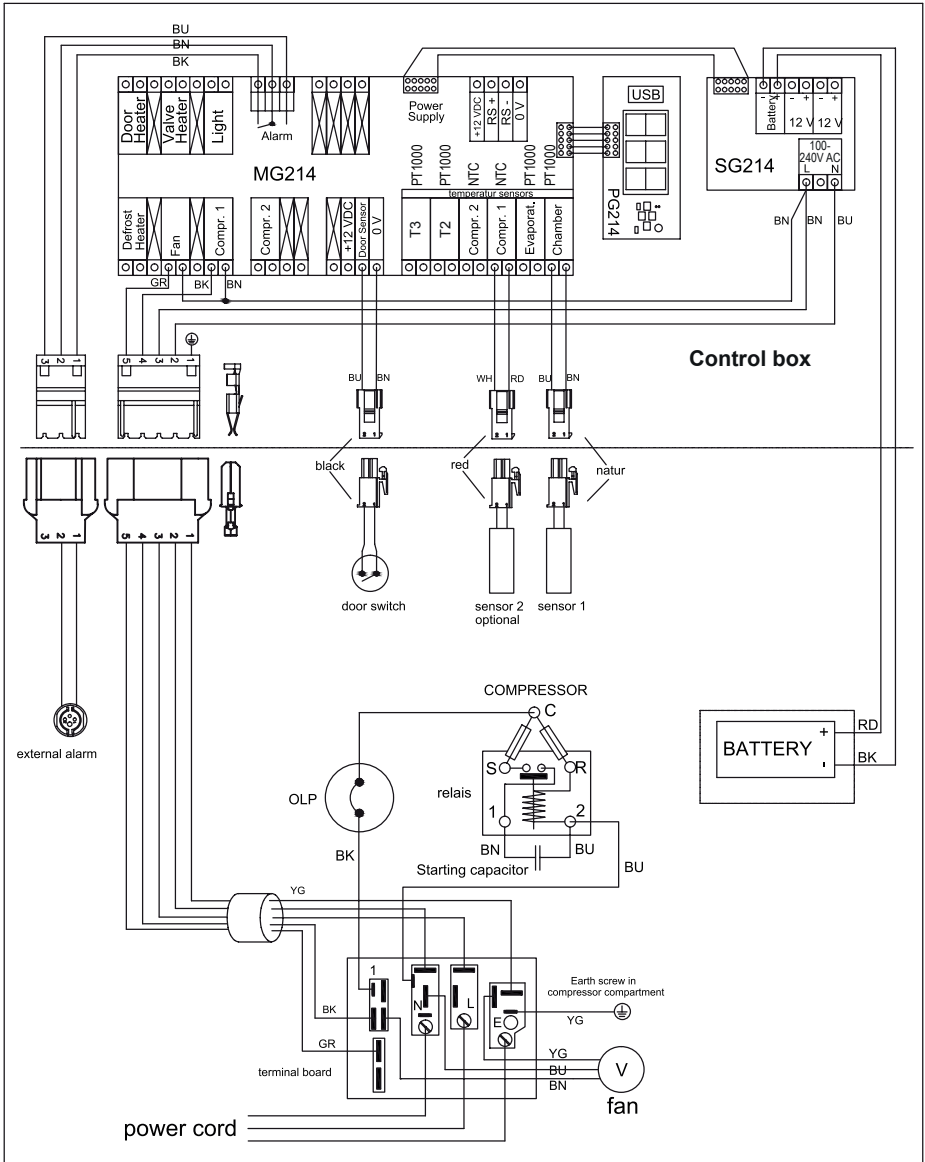 BU
BN
BK
Door Heater
Valve Heater
Light
Alarm
MG214
Power
Supply
+12 VDC
RS +
RS -
0 V
PT1000
PT1000
NTC
NTC
PT1000
PT1000
temperatur sensors
T3
T2
Compr. 2
Compr. 1
Evaporat.
Chamber
Defrost Heater
Fan
Compr. 1
Compr. 2
+12 VDC
Door Sensor
0 V
USB
PG214
SG214
- +
Battery
- +
12 V
- +
12 V
100-
240V AC
L N
BN
BN
BU
GR
BK
BN
3 2 1
5 4 3 2 1
Control box
BU
BN
WH
RD
BU
BN
2 1
2 1
2 1
black
red
natur
3 2 1
5 4 3 2 1
door switch
sensor 2
optional
sensor 1
external alarm
COMPRESSOR
C
S
R
relais
1
2
OLP
BK
BN
BU
Starting capacitor
BU
BATTERY
+
-
RD
BK
YG
1
N
L
E
BK
GR
terminal board
Earth screw in
compressor compartment
YG
YG
BU
BN
V
fan
power cord